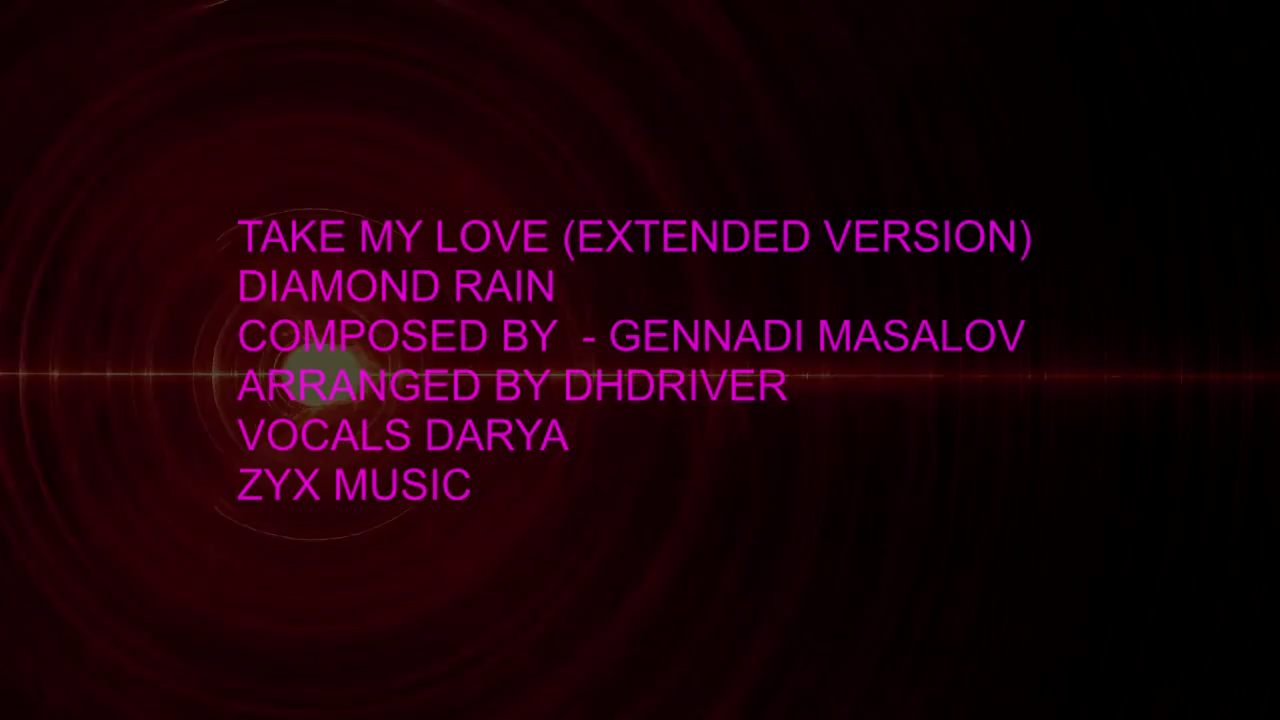 TAKE MY LOVE (EXTENDED VERSION)
DIAMOND RAIN
COMPOSED BY  - GENNADI MASALOV
ARRANGED BY DHDRIVER
VOCALS DARYA
ZYX MUSIC